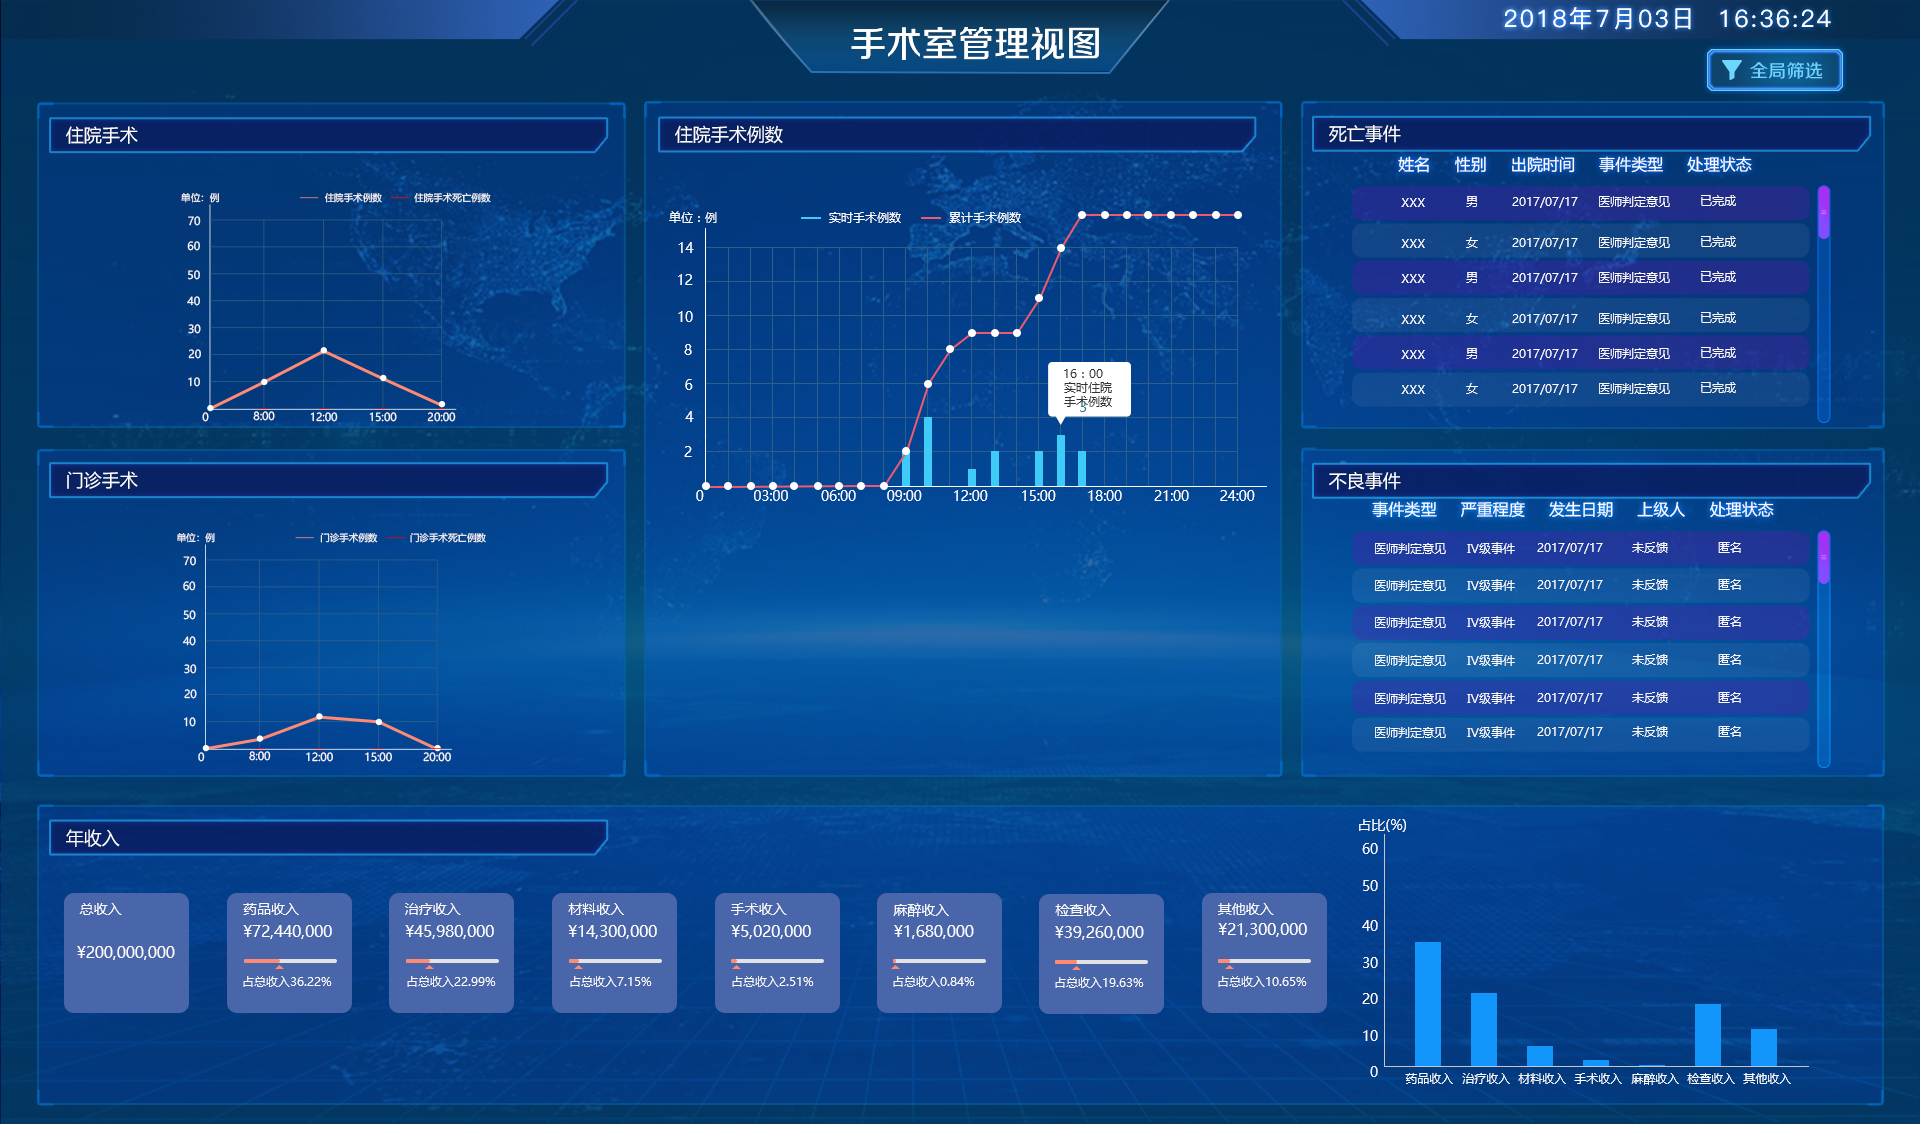 2018年7月03日 16:36:24
手术室管理视图
全局筛选
住院手术
单位：例 住院手术例数 住院手术死亡例数
70
60
50
40
30
20
10
0 8:00 12:00 15:00 20:00
门诊手术
单位：例 门诊手术例数 门诊手术死亡例数
70
60
50
40
30
20
10
0 8:00 12:00 15:00 20:00
住院手术例数
单位：例 实时手术例数 累计手术例数
14
12
10
8
6
4
2
16：00
实时住院
手术例数
3
0 03:00 06:00 09:00 12:00 15:00 18:00 21:00 24:00
死亡事件
姓名 性别 出院时间 事件类型 处理状态
XXX 男 2017/07/17 医师判定意见 已完成
XXX 女 2017/07/17 医师判定意见 已完成
XXX 男 2017/07/17 医师判定意见 已完成
XXX 女 2017/07/17 医师判定意见 已完成
XXX 男 2017/07/17 医师判定意见 已完成
XXX 女 2017/07/17 医师判定意见 已完成
不良事件
事件类型 严重程度 发生日期 上级人 处理状态
医师判定意见 IV级事件 2017/07/17 未反馈 匿名
医师判定意见 IV级事件 2017/07/17 未反馈 匿名
医师判定意见 IV级事件 2017/07/17 未反馈 匿名
医师判定意见 IV级事件 2017/07/17 未反馈 匿名
医师判定意见 IV级事件 2017/07/17 未反馈 匿名
医师判定意见 IV级事件 2017/07/17 未反馈 匿名
年收入
总收入
¥200,000,000
药品收入
¥72,440,000
占总收入36.22%
治疗收入
¥45,980,000
占总收入22.99%
材料收入
¥14,300,000
占总收入7.15%
手术收入
¥5,020,000
占总收入2.51%
麻醉收入
¥1,680,000
占总收入0.84%
检查收入
¥39,260,000
占总收入19.63%
其他收入
¥21,300,000
占总收入10.65%
占比(%)
60
50
40
30
20
10
0
药品收入 治疗收入 材料收入 手术收入 麻醉收入 检查收入 其他收入